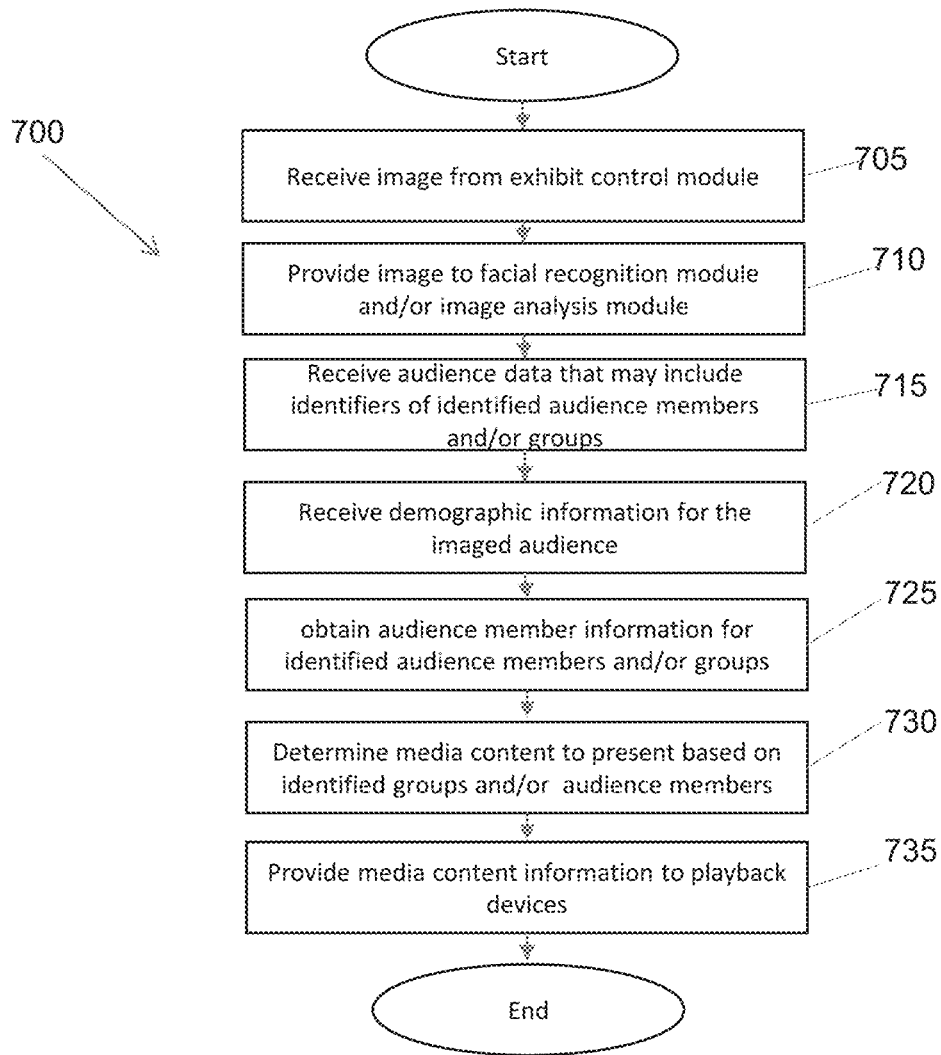 Start
700
Receive image from exhibit control module
705
Provide image to facial recognition module
and/or image analysis module
710
Receive audience data that may include
identifiers of identified audience members
and/or groups
715
Receive demographic information for the
imaged audience
720
obtain audience member information for
identified audience members and/or groups
725
Determine media content to present based on
identified groups and/or audience members
730
Provide media content information to playback
devices
735
End